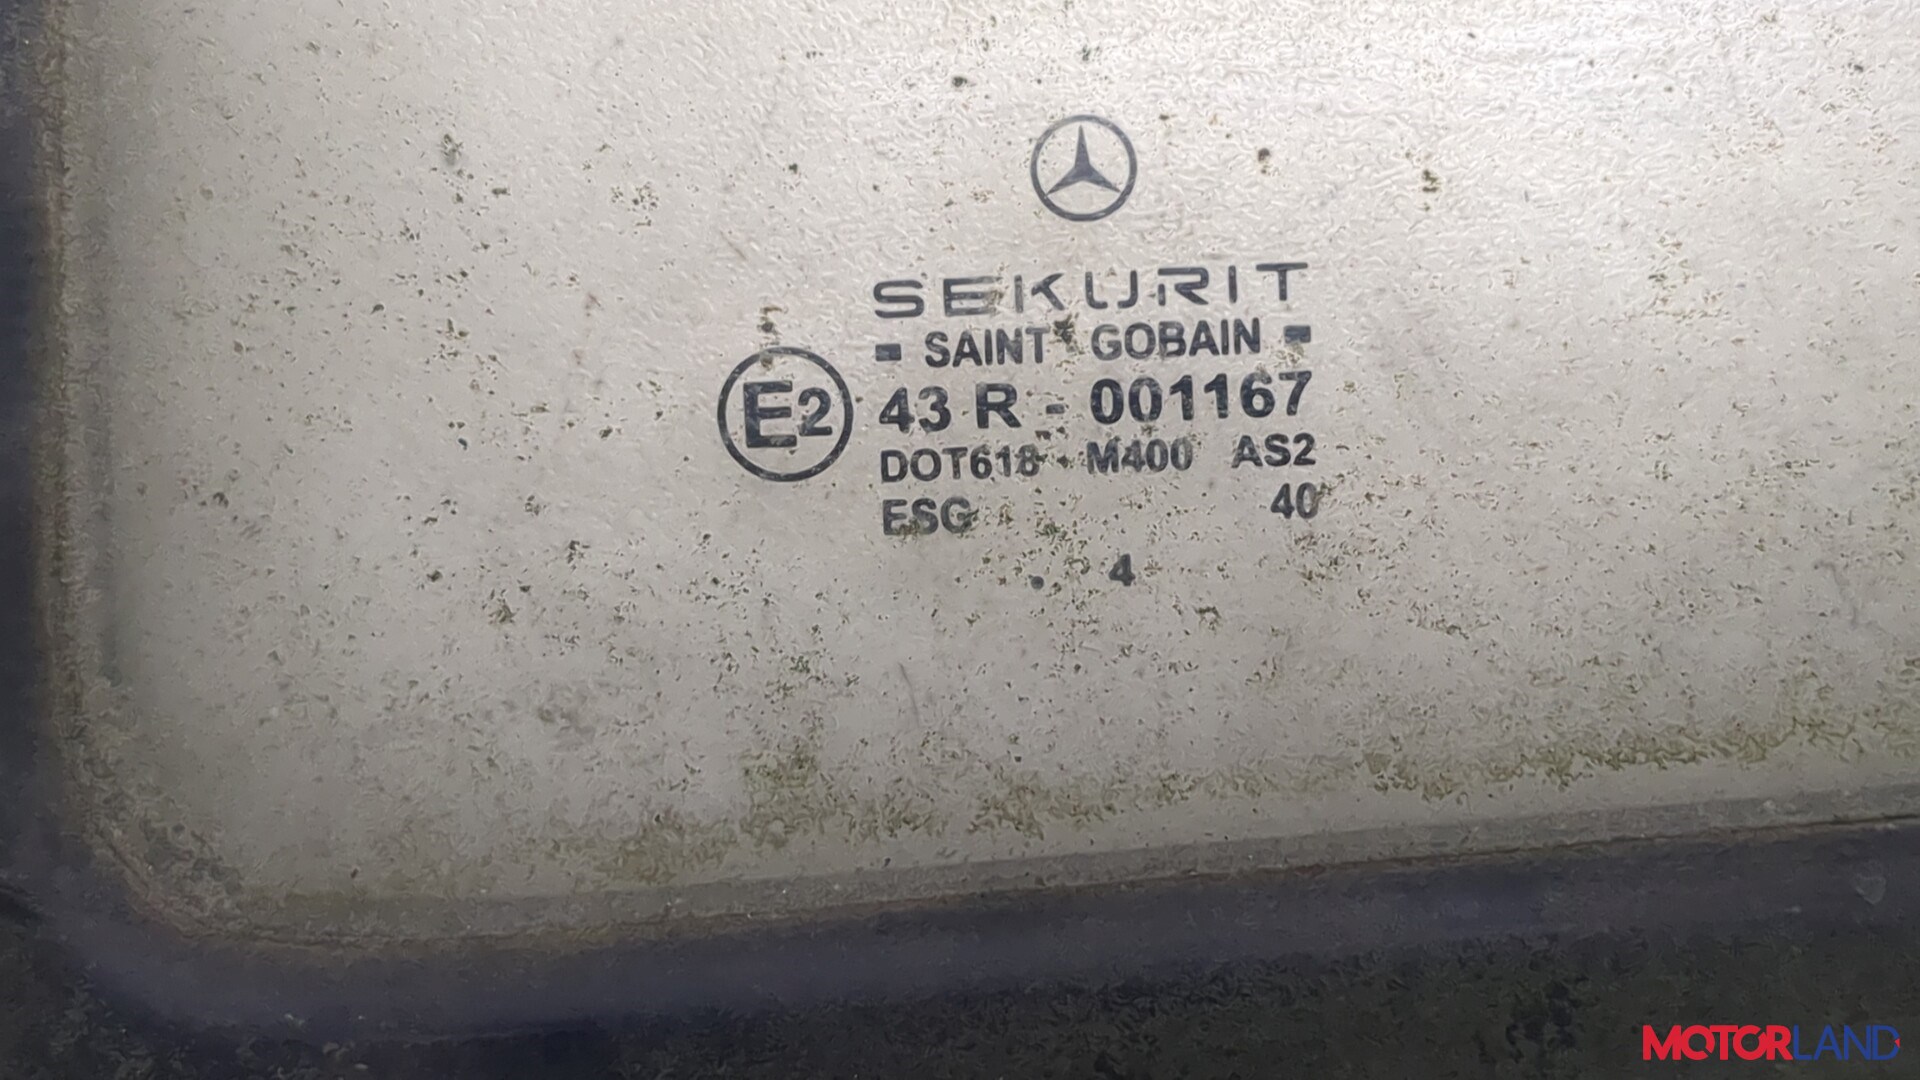 SEKURIT
SAINT GOBAIN
E2
43 R - 001167
DOT618 · M400 AS2
ESG 40
. 4
MOTORLAND